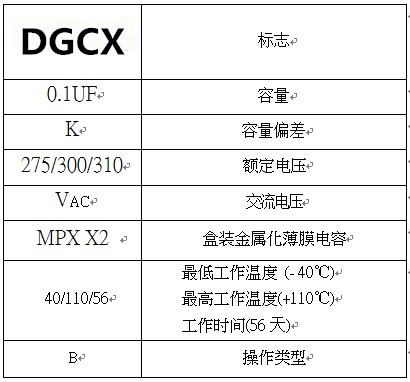 DGCX 标志
0.1UF 容量
K 容量偏差
275/300/310 额定电压
VAC 交流电压
MPX X2 盒装金属化薄膜电容
40/110/56 最低工作温度 (-40℃)
最高工作温度(+110℃)
工作时间(56天)
B 操作类型